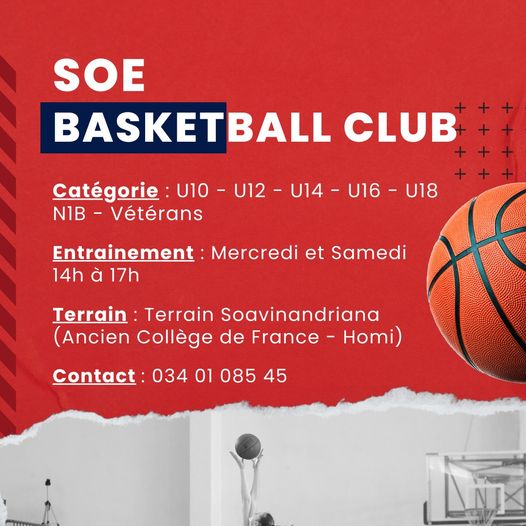 SOE
BASKETBALL CLUB
Catégorie : U10 - U12 - U14 - U16 - U18
N1B - Vétérans
Entrainement : Mercredi et Samedi
14h à 17h
Terrain : Terrain Soavinandriana
(Ancien Collège de France - Homi)
Contact : 034 01 085 45